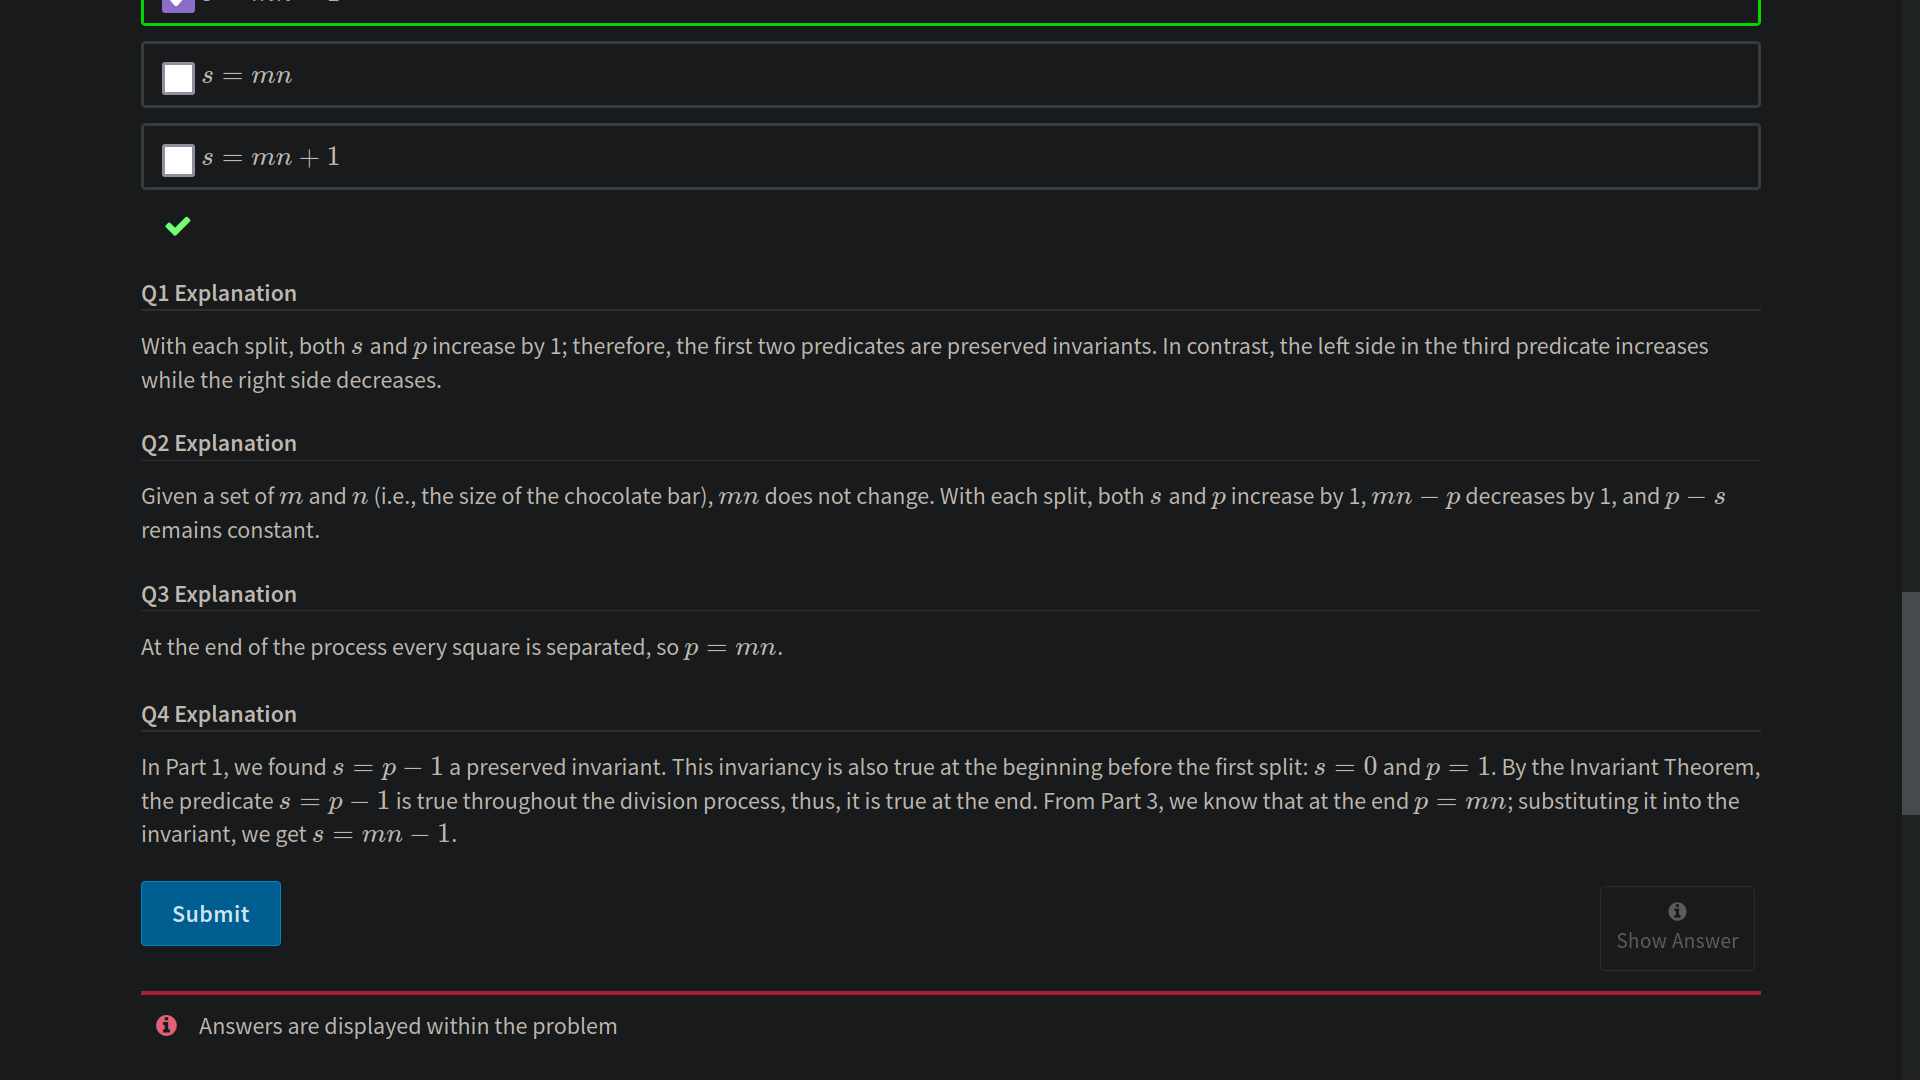 s = mn
s = mn + 1
Q1 Explanation
With each split, both s and p increase by 1; therefore, the first two predicates are preserved invariants. In contrast, the left side in the third predicate increases
while the right side decreases.
Q2 Explanation
Given a set of m and n (i.e., the size of the chocolate bar), mn does not change. With each split, both s and p increase by 1, mn − p decreases by 1, and p − s
remains constant.
Q3 Explanation
At the end of the process every square is separated, so p = mn.
Q4 Explanation
In Part 1, we found s = p − 1 a preserved invariant. This invariancy is also true at the beginning before the first split: s = 0 and p = 1. By the Invariant Theorem,
the predicate s = p − 1 is true throughout the division process, thus, it is true at the end. From Part 3, we know that at the end p = mn; substituting it into the
invariant, we get s = mn − 1.
Submit
Show Answer
Answers are displayed within the problem